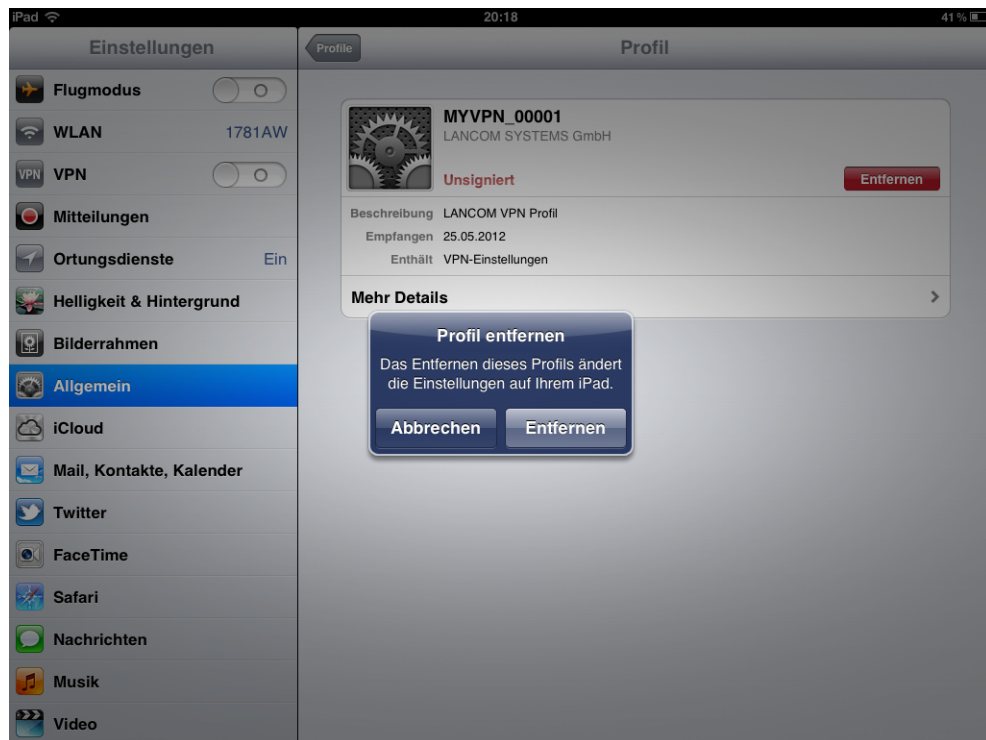 iPad 20:18 41 %
Einstellungen
Flugmodus
WLAN 1781AW
VPN VPN
Mitteilungen
Ortungsdienste Ein
Helligkeit & Hintergrund
Bilderrahmen
Allgemein
iCloud
Mail, Kontakte, Kalender
Twitter
FaceTime
Safari
Nachrichten
Musik
Video
Profile Profil
MYVPN_00001
LANCOM SYSTEMS GmbH
Unsigniert Entfernen
Beschreibung LANCOM VPN Profil
Empfangen 25.05.2012
Enthält VPN-Einstellungen
Mehr Details
Profil entfernen
Das Entfernen dieses Profils ändert
die Einstellungen auf Ihrem iPad.
Abbrechen Entfernen